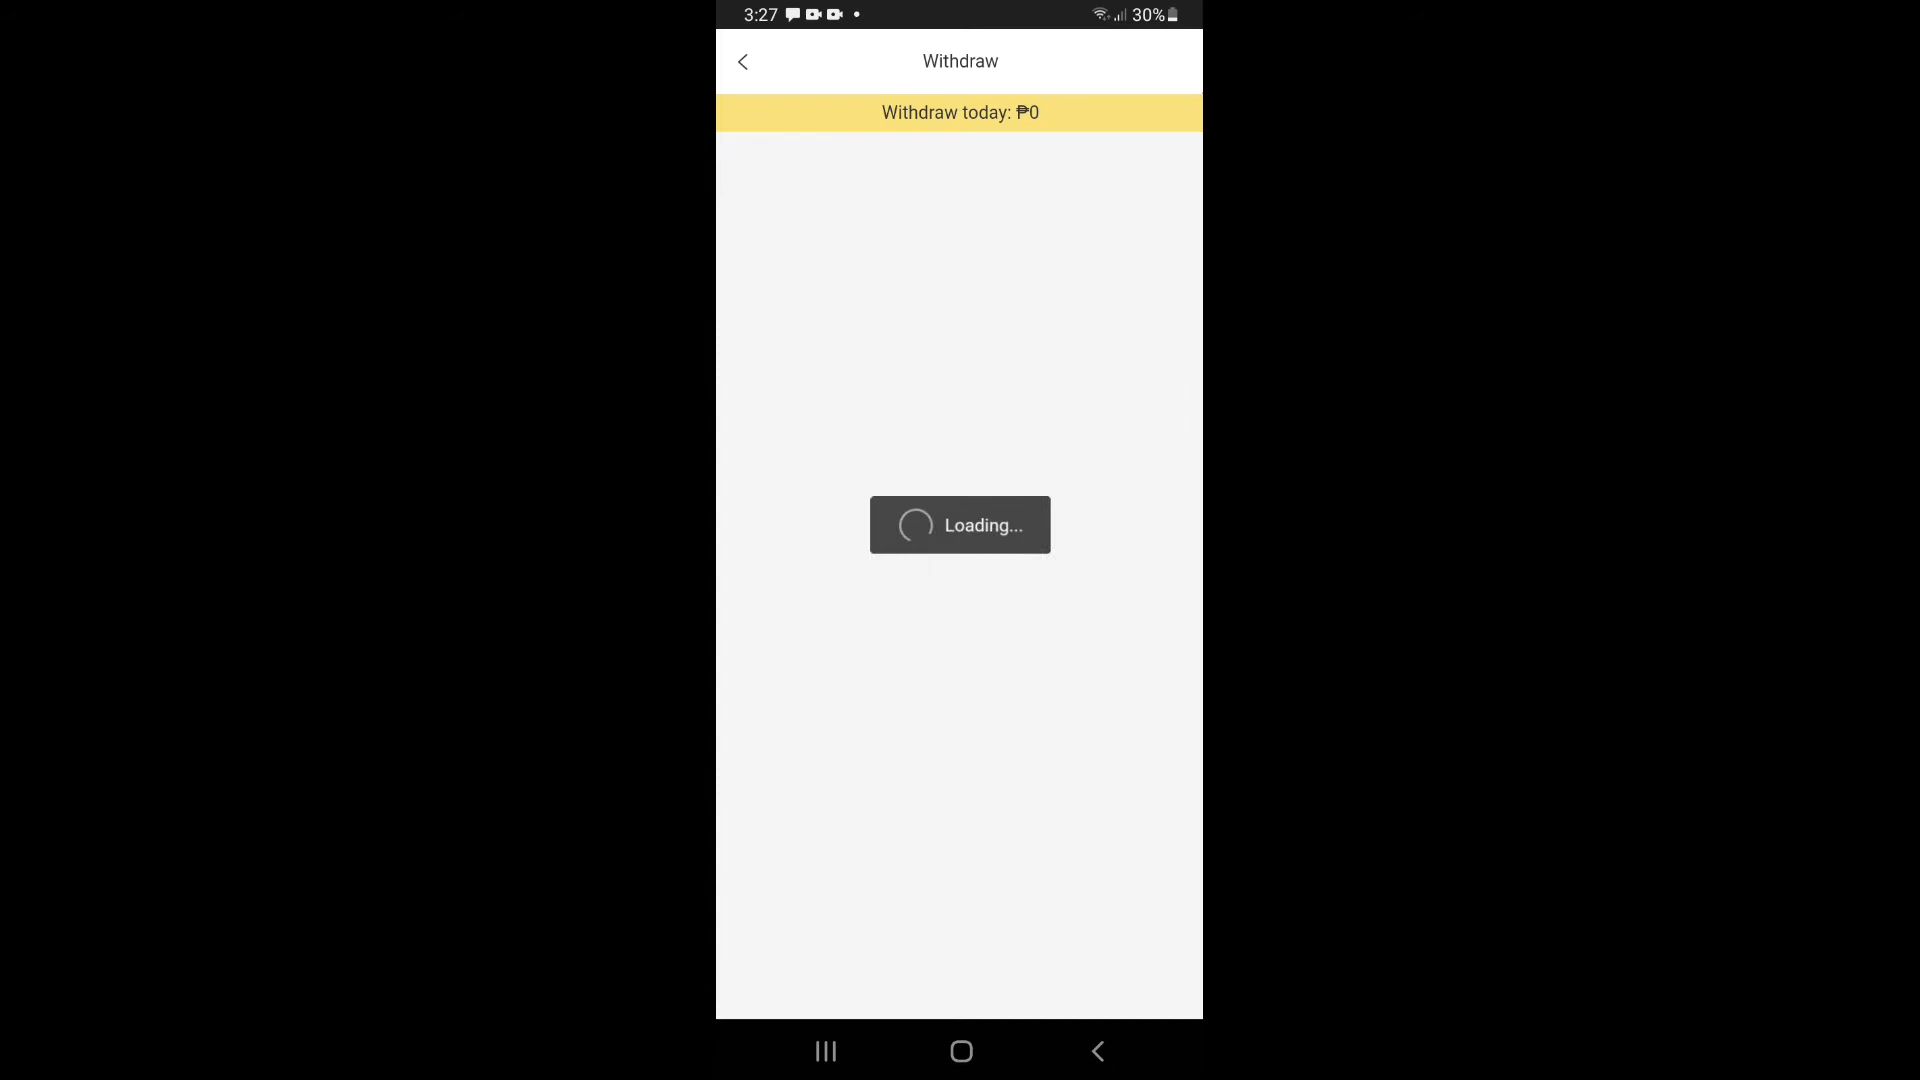 3:27
30%
Withdraw
Withdraw today: ₱0
Loading...